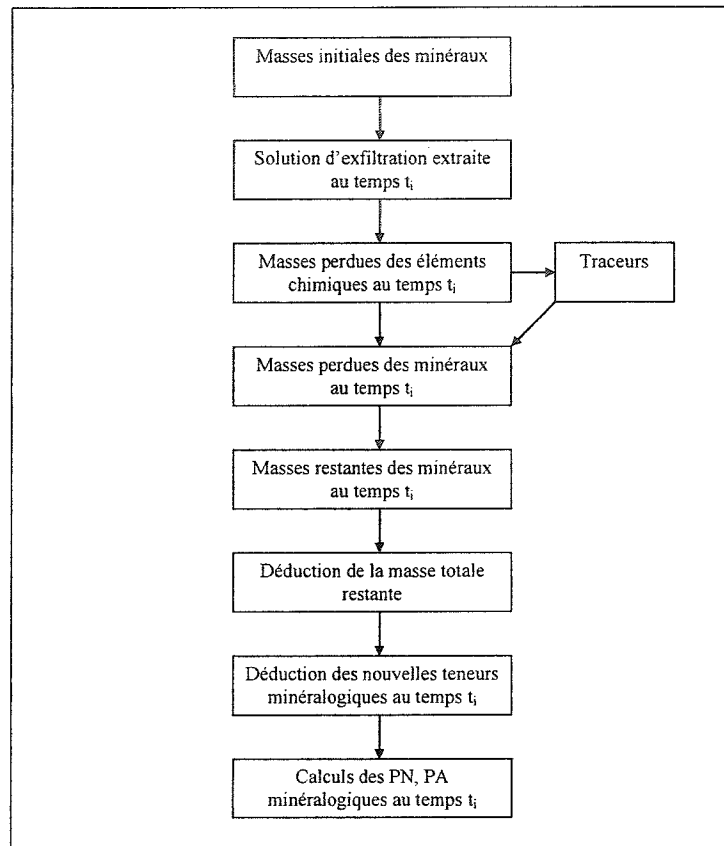 Masses initiales des minéraux
Solution d'exfiltration extraite
au temps tᵢ
Masses perdues des éléments
chimiques au temps tᵢ
Traceurs
Masses perdues des minéraux
au temps tᵢ
Masses restantes des minéraux
au temps tᵢ
Déduction de la masse totale
restante
Déduction des nouvelles teneurs
minéralogiques au temps tᵢ
Calculs des PN, PA
minéralogiques au temps tᵢ